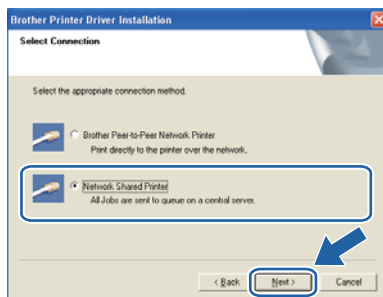 Brother Printer Driver Installation
Select Connection
Select the appropriate connection method.
Brother Peer-to-Peer Network Printer
Print directly to the printer over the network.
Network Shared Printer
All Jobs are sent to queue on a central server.
< Back Next > Cancel